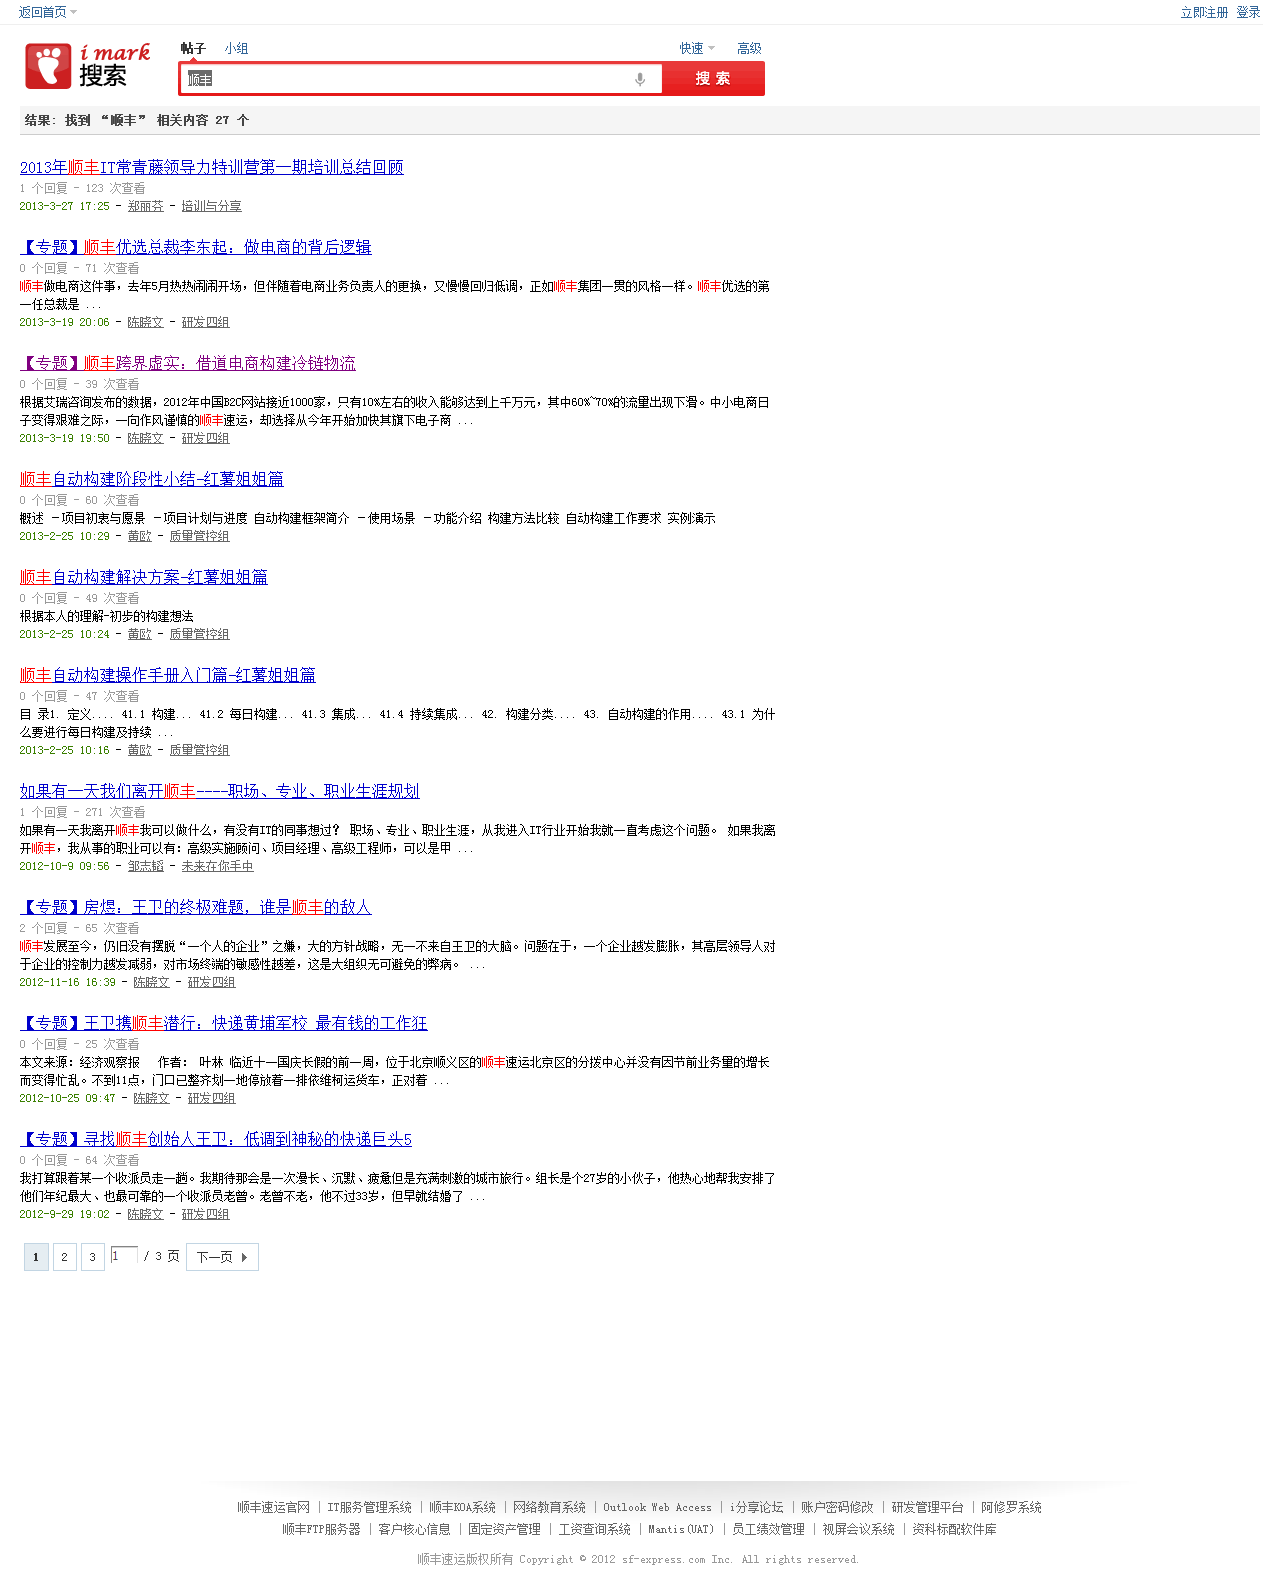 返回首页
立即注册 登录
i mark
搜索
帖子 小组 快速 高级
顺丰 搜 索
结果: 找到 “顺丰” 相关内容 27 个
2013年顺丰IT常青藤领导力特训营第一期培训总结回顾
1 个回复 - 123 次查看
2013-3-27 17:25 - 郑丽芬 - 培训与分享
【专题】顺丰优选总裁李东起：做电商的背后逻辑
0 个回复 - 71 次查看
顺丰做电商这件事，去年5月热热闹闹开场，但伴随着电商业务负责人的更换，又慢慢回归低调，正如顺丰集团一贯的风格一样。顺丰优选的第
一任总裁是 ...
2013-3-19 20:06 - 陈晓文 - 研发四组
【专题】顺丰跨界虚实：借道电商构建冷链物流
0 个回复 - 39 次查看
根据艾瑞咨询发布的数据，2012年中国B2C网站接近1000家，只有10%左右的收入能够达到上千万元，其中60%~70%的流量出现下滑。中小电商日
子变得艰难之际，一向作风谨慎的顺丰速运，却选择从今年开始加快其旗下电子商 ...
2013-3-19 19:50 - 陈晓文 - 研发四组
顺丰自动构建阶段性小结-红薯姐姐篇
0 个回复 - 60 次查看
概述 －项目初衷与愿景 －项目计划与进度 自动构建框架简介 －使用场景 －功能介绍 构建方法比较 自动构建工作要求 实例演示
2013-2-25 10:29 - 黄欧 - 质量管控组
顺丰自动构建解决方案-红薯姐姐篇
0 个回复 - 49 次查看
根据本人的理解-初步的构建想法
2013-2-25 10:24 - 黄欧 - 质量管控组
顺丰自动构建操作手册入门篇-红薯姐姐篇
0 个回复 - 47 次查看
目 录1. 定义.... 41.1 构建... 41.2 每日构建... 41.3 集成... 41.4 持续集成... 42. 构建分类.... 43. 自动构建的作用.... 43.1 为什
么要进行每日构建及持续 ...
2013-2-25 10:16 - 黄欧 - 质量管控组
如果有一天我们离开顺丰----职场、专业、职业生涯规划
1 个回复 - 271 次查看
如果有一天我离开顺丰我可以做什么，有没有IT的同事想过？ 职场、专业、职业生涯，从我进入IT行业开始我就一直考虑这个问题。 如果我离
开顺丰，我从事的职业可以有：高级实施顾问、项目经理、高级工程师，可以是甲 ...
2012-10-9 09:56 - 邹志韬 - 未来在你手中
【专题】房煜：王卫的终极难题，谁是顺丰的敌人
2 个回复 - 65 次查看
顺丰发展至今，仍旧没有摆脱“一个人的企业”之嫌，大的方针战略，无一不来自王卫的大脑。问题在于，一个企业越发膨胀，其高层领导人对
于企业的控制力越发减弱，对市场终端的敏感性越差，这是大组织无可避免的弊病。 ...
2012-11-16 16:39 - 陈晓文 - 研发四组
【专题】王卫携顺丰潜行：快递黄埔军校 最有钱的工作狂
0 个回复 - 25 次查看
本文来源：经济观察报 作者： 叶林 临近十一国庆长假的前一周，位于北京顺义区的顺丰速运北京区的分拨中心并没有因节前业务量的增长
而变得忙乱。不到11点，门口已整齐划一地停放着一排依维柯运货车，正对着 ...
2012-10-25 09:47 - 陈晓文 - 研发四组
【专题】寻找顺丰创始人王卫：低调到神秘的快递巨头5
0 个回复 - 64 次查看
我打算跟着某一个收派员走一趟。我期待那会是一次漫长、沉默、疲惫但是充满刺激的城市旅行。组长是个27岁的小伙子，他热心地帮我安排了
他们年纪最大、也最可靠的一个收派员老曾。老曾不老，他不过33岁，但早就结婚了 ...
2012-9-29 19:02 - 陈晓文 - 研发四组
1 2 3 1 / 3 页 下一页
顺丰速运官网 | IT服务管理系统 | 顺丰KOA系统 | 网络教育系统 | Outlook Web Access | i分享论坛 | 账户密码修改 | 研发管理平台 | 阿修罗系统
顺丰FTP服务器 | 客户核心信息 | 固定资产管理 | 工资查询系统 | Mantis(UAT) | 员工绩效管理 | 视屏会议系统 | 资科标配软件库
顺丰速运版权所有 Copyright © 2012 sf-express.com Inc. All rights reserved.